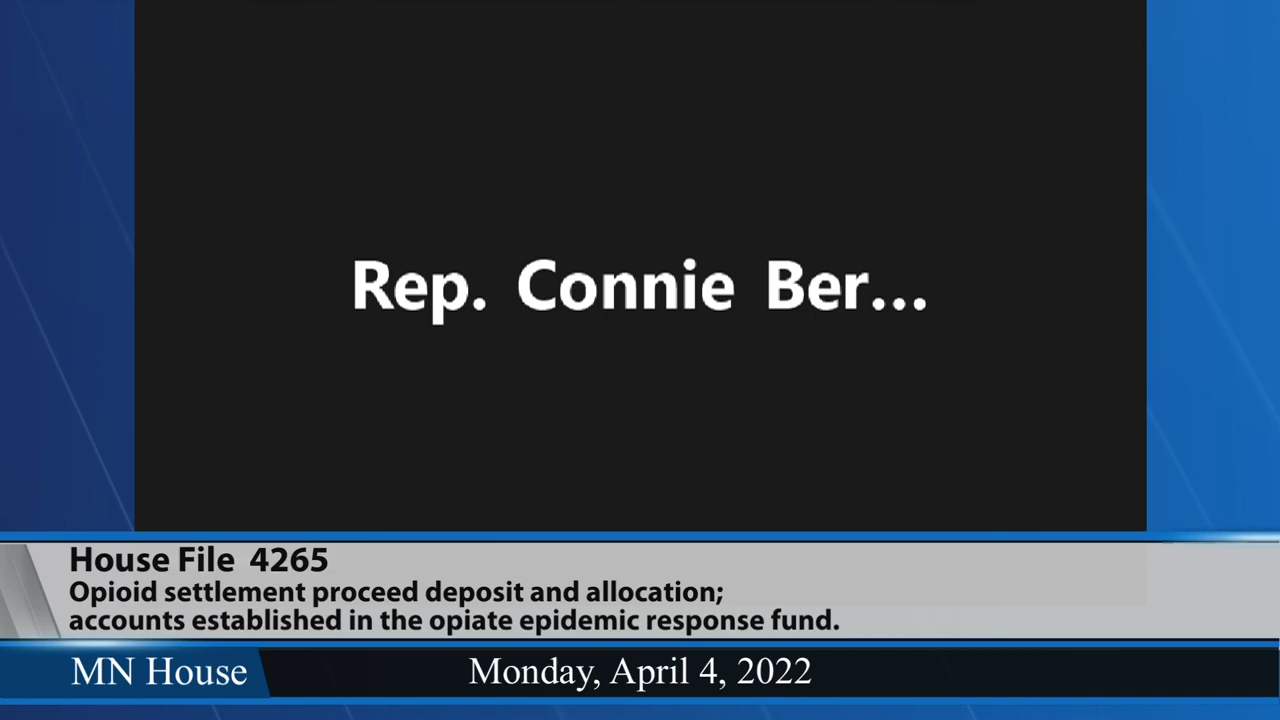 Rep. Connie Ber...
House File 4265
Opioid settlement proceed deposit and allocation;
accounts established in the opiate epidemic response fund.
MN House
Monday, April 4, 2022